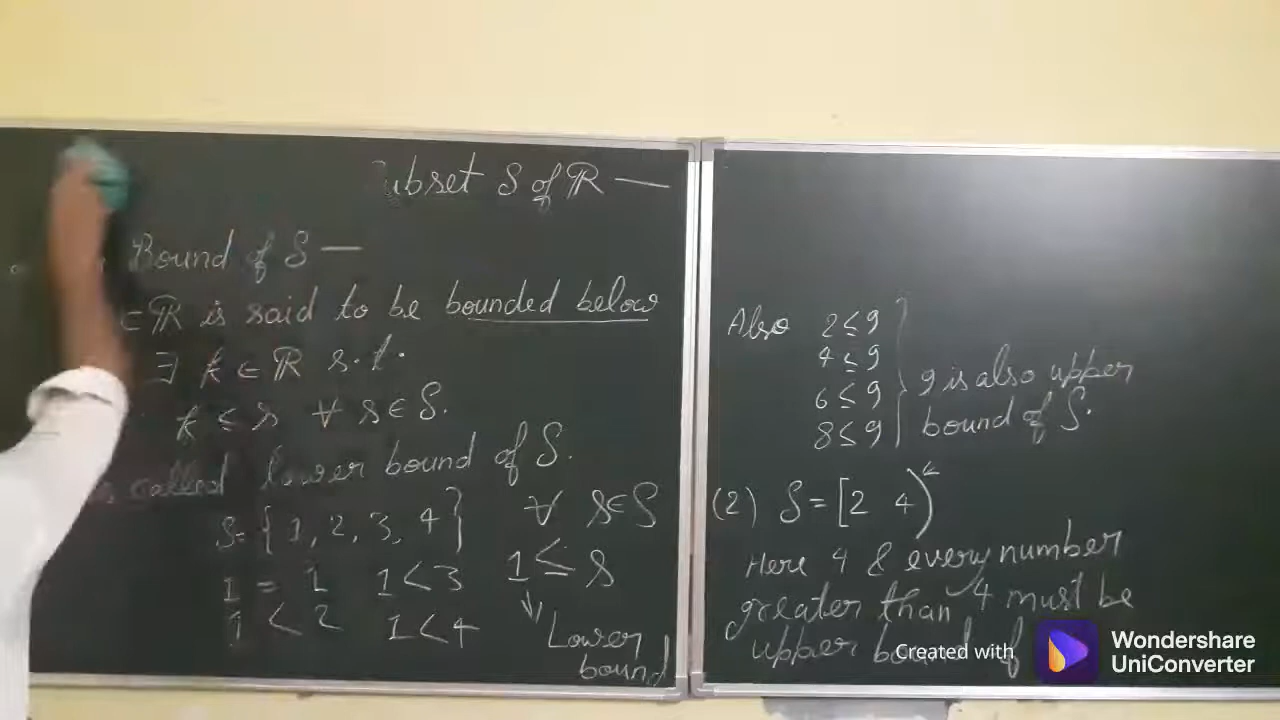 ubset S of ℝ —
Bound of S —
∈ ℝ is said to be bounded below
∃ k ∈ ℝ s.t.
k ≤ s ∀ s ∈ S.
called lower bound of S.
S = { 1, 2, 3, 4 } ∀ s ∈ S
1 = 1 1 < 3 1 ≤ s
1 < 2 1 < 4 Lower
bound
Also 2 ≤ 9
4 ≤ 9
6 ≤ 9 9 is also upper
8 ≤ 9 bound of S.
(2) S = [2 4)
Here 4 & every number
greater than 4 must be
upper bound of
Created with Wondershare
UniConverter